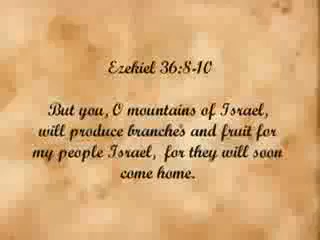 Ezekiel 36:8-10
But you, O mountains of Israel,
will produce branches and fruit for
my people Israel, for they will soon
come home.